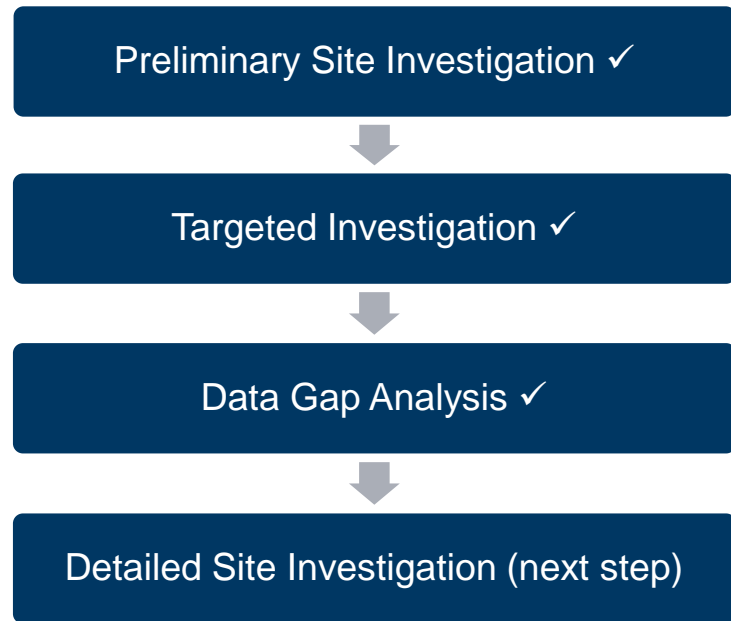 Preliminary Site Investigation ✓
Targeted Investigation ✓
Data Gap Analysis ✓
Detailed Site Investigation (next step)